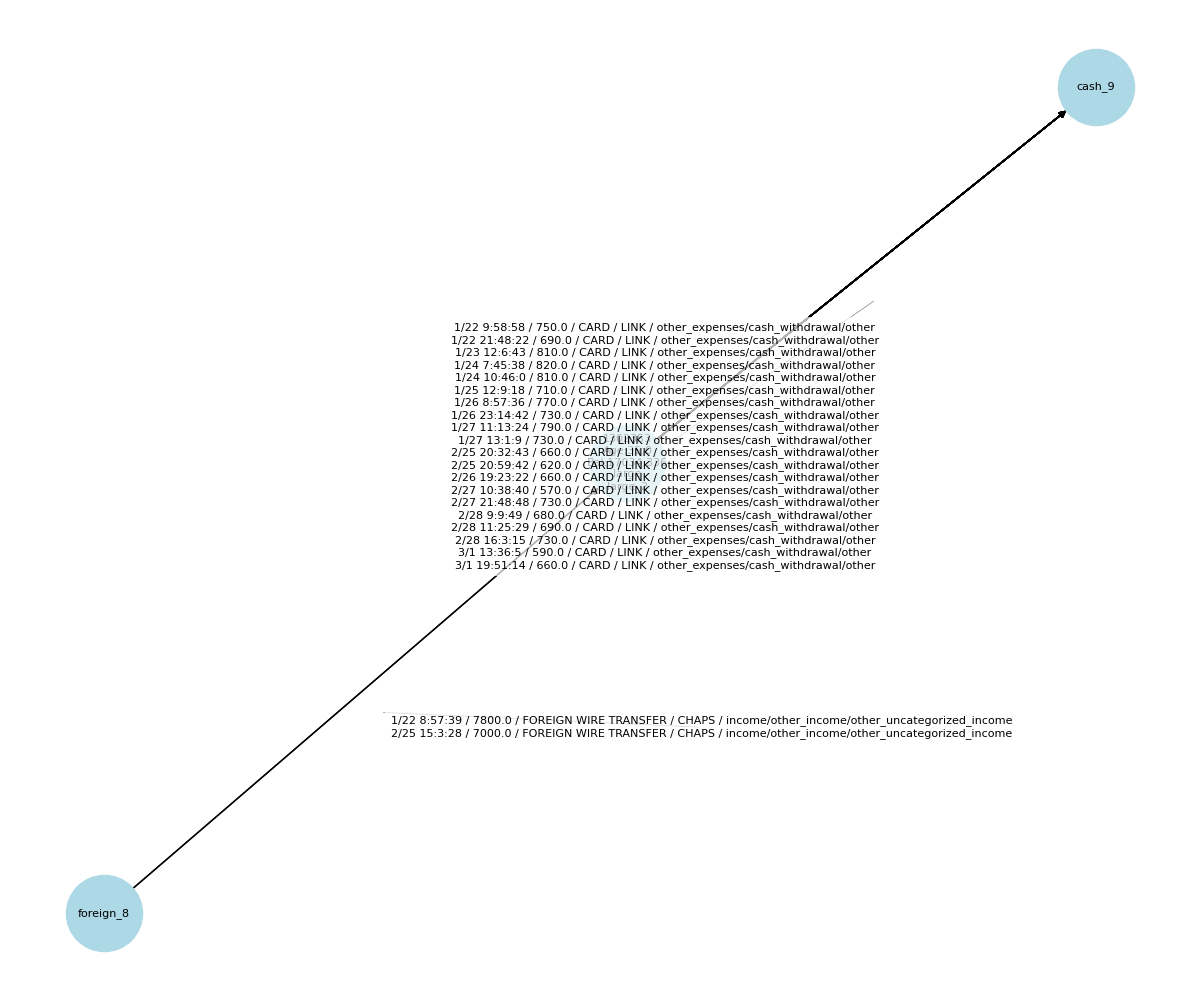 cash_9
1/22 9:58:58 / 750.0 / CARD / LINK / other_expenses/cash_withdrawal/other
1/22 21:48:22 / 690.0 / CARD / LINK / other_expenses/cash_withdrawal/other
1/23 12:6:43 / 810.0 / CARD / LINK / other_expenses/cash_withdrawal/other
1/24 7:45:38 / 820.0 / CARD / LINK / other_expenses/cash_withdrawal/other
1/24 10:46:0 / 810.0 / CARD / LINK / other_expenses/cash_withdrawal/other
1/25 12:9:18 / 710.0 / CARD / LINK / other_expenses/cash_withdrawal/other
1/26 8:57:36 / 770.0 / CARD / LINK / other_expenses/cash_withdrawal/other
1/26 23:14:42 / 730.0 / CARD / LINK / other_expenses/cash_withdrawal/other
1/27 11:13:24 / 790.0 / CARD / LINK / other_expenses/cash_withdrawal/other
1/27 13:1:9 / 730.0 / CARD / LINK / other_expenses/cash_withdrawal/other
2/25 20:32:43 / 660.0 / CARD / LINK / other_expenses/cash_withdrawal/other
2/25 20:59:42 / 620.0 / CARD / LINK / other_expenses/cash_withdrawal/other
2/26 19:23:22 / 660.0 / CARD / LINK / other_expenses/cash_withdrawal/other
2/27 10:38:40 / 570.0 / CARD / LINK / other_expenses/cash_withdrawal/other
2/27 21:48:48 / 730.0 / CARD / LINK / other_expenses/cash_withdrawal/other
2/28 9:9:49 / 680.0 / CARD / LINK / other_expenses/cash_withdrawal/other
2/28 11:25:29 / 690.0 / CARD / LINK / other_expenses/cash_withdrawal/other
2/28 16:3:15 / 730.0 / CARD / LINK / other_expenses/cash_withdrawal/other
3/1 13:36:5 / 590.0 / CARD / LINK / other_expenses/cash_withdrawal/other
3/1 19:51:14 / 660.0 / CARD / LINK / other_expenses/cash_withdrawal/other
1/22 8:57:39 / 7800.0 / FOREIGN WIRE TRANSFER / CHAPS / income/other_income/other_uncategorized_income
2/25 15:3:28 / 7000.0 / FOREIGN WIRE TRANSFER / CHAPS / income/other_income/other_uncategorized_income
foreign_8